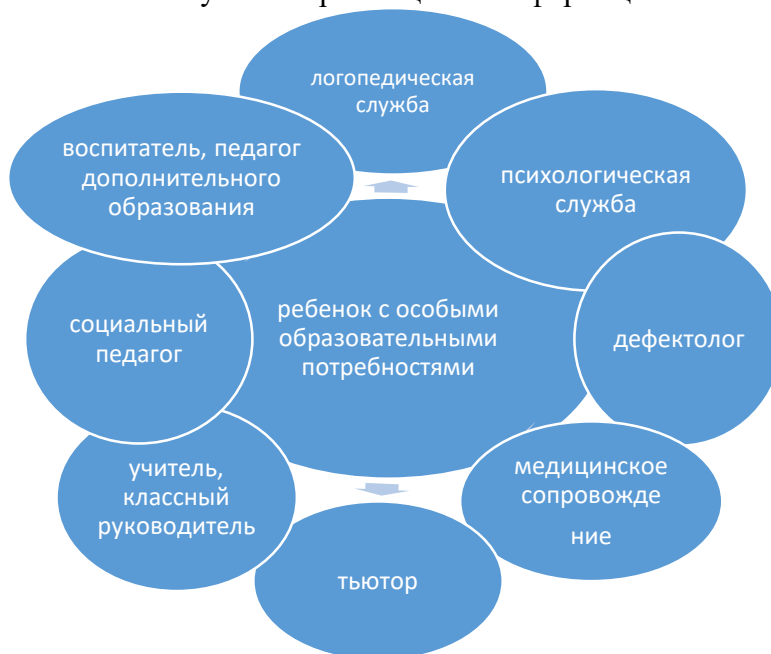 логопедическая
служба
воспитатель, педагог
дополнительного
образования
психологическая
служба
социальный
педагог
ребенок с особыми
образовательными
потребностями
дефектолог
учитель,
классный
руководитель
медицинское
сопровожде
ние
тьютор